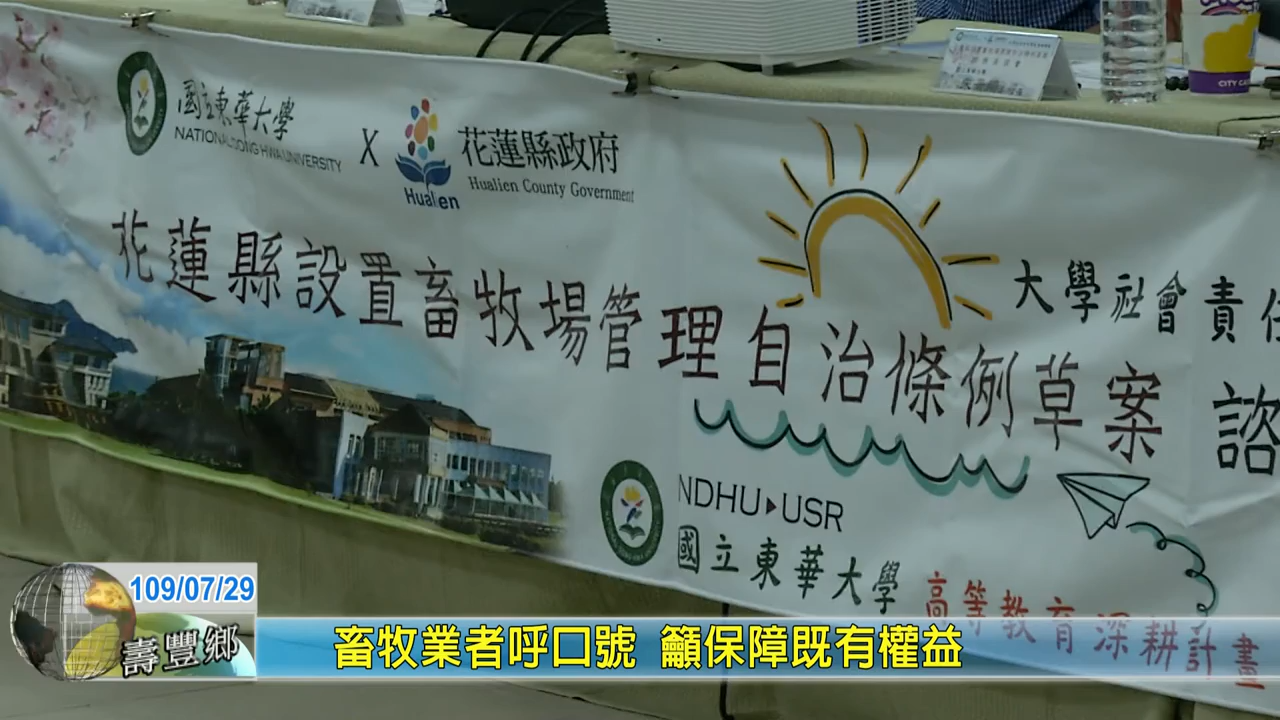 國立東華大學
NATIONAL DONG HWA UNIVERSITY
X
花蓮縣政府
Hualien County Government
Hualien
花蓮縣設置畜牧場管理自治條例草案 諮
大學社會責任
NDHU▸USR
國立東華大學
高等教育深耕計畫
CITY CA
109/07/29
壽豐鄉
畜牧業者呼口號 籲保障既有權益